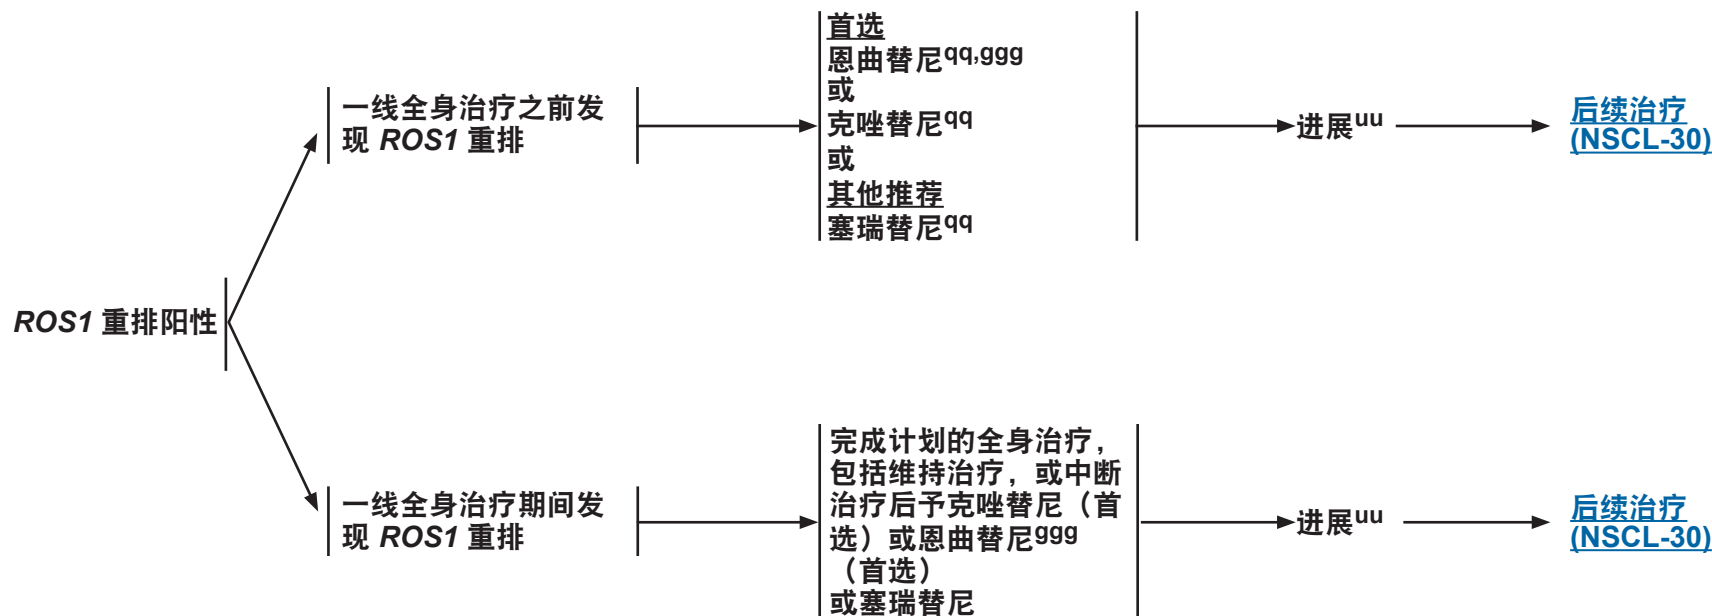 ROS1 重排阳性
一线全身治疗之前发
现 ROS1 重排
首选
恩曲替尼qq,ggg
或
克唑替尼qq
或
其他推荐
塞瑞替尼qq
进展uu
后续治疗
(NSCL-30)
一线全身治疗期间发
现 ROS1 重排
完成计划的全身治疗，
包括维持治疗，或中断
治疗后予克唑替尼（首
选）或恩曲替尼ggg
（首选）
或塞瑞替尼
进展uu
后续治疗
(NSCL-30)